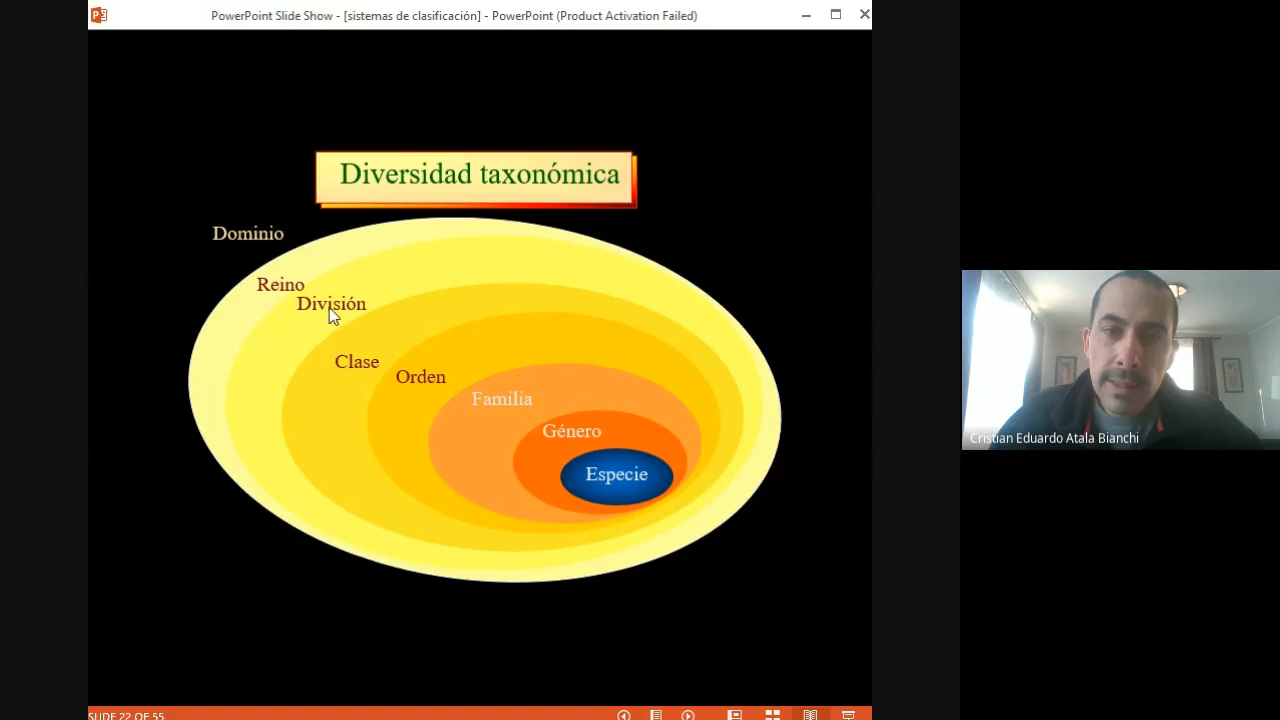 PowerPoint Slide Show - [sistemas de clasificación] - PowerPoint (Product Activation Failed)
Diversidad taxonómica
Dominio
Reino
División
Clase
Orden
Familia
Género
Especie
Cristian Eduardo Atala Bianchi
SLIDE 22 OF 55